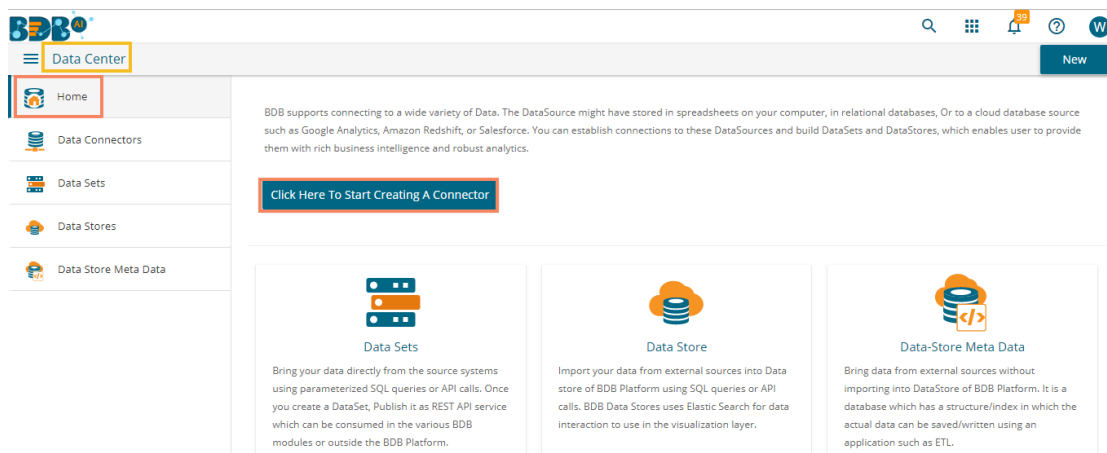 BDB AI
39
W
Data Center
New
Home
BDB supports connecting to a wide variety of Data. The DataSource might have stored in spreadsheets on your computer, in relational databases, Or to a cloud database source
such as Google Analytics, Amazon Redshift, or Salesforce. You can establish connections to these DataSources and build DataSets and DataStores, which enables user to provide
them with rich business intelligence and robust analytics.
Data Connectors
Data Sets
Click Here To Start Creating A Connector
Data Stores
Data Store Meta Data
Data Sets
Bring your data directly from the source systems
using parameterized SQL queries or API calls. Once
you create a DataSet, Publish it as REST API service
which can be consumed in the various BDB
modules or outside the BDB Platform.
Data Store
Import your data from external sources into Data
store of BDB Platform using SQL queries or API
calls. BDB Data Stores uses Elastic Search for data
interaction to use in the visualization layer.
</>
Data-Store Meta Data
Bring data from external sources without
importing into DataStore of BDB Platform. It is a
database which has a structure/index in which the
actual data can be saved/written using an
application such as ETL.